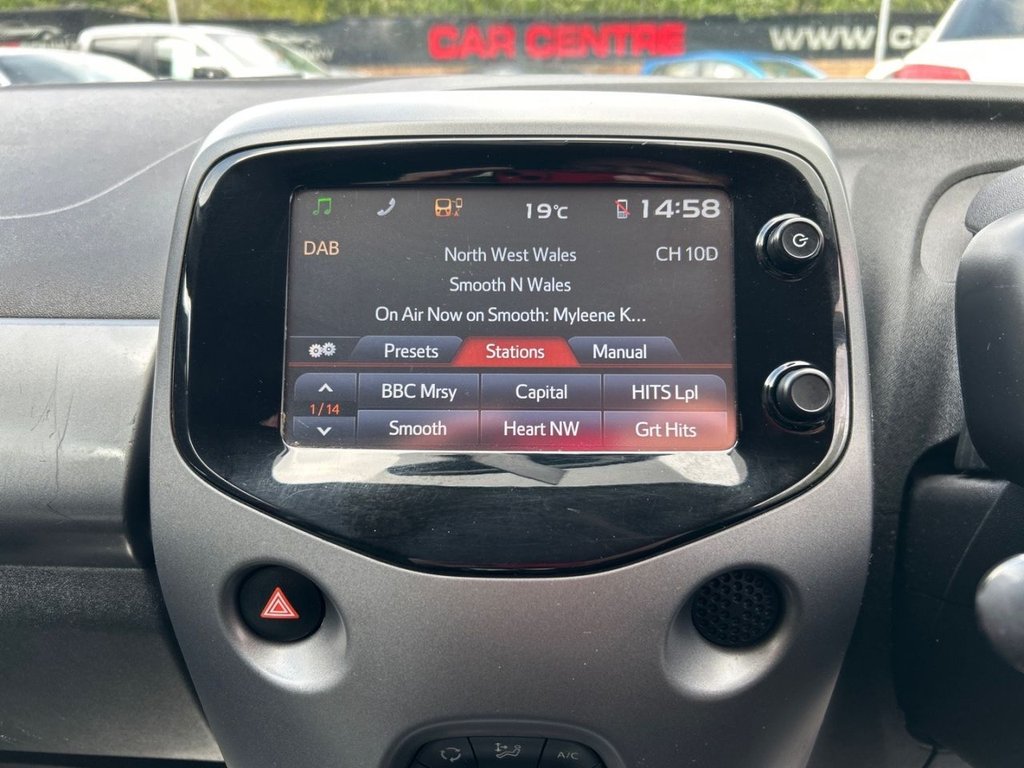 CAR CENTRE
www.
19°C
14:58
DAB
North West Wales
CH 10D
Smooth N Wales
On Air Now on Smooth: Myleene K...
Presets
Stations
Manual
BBC Mrsy
Capital
HITS Lpl
1/14
Smooth
Heart NW
Grt Hits
A/C